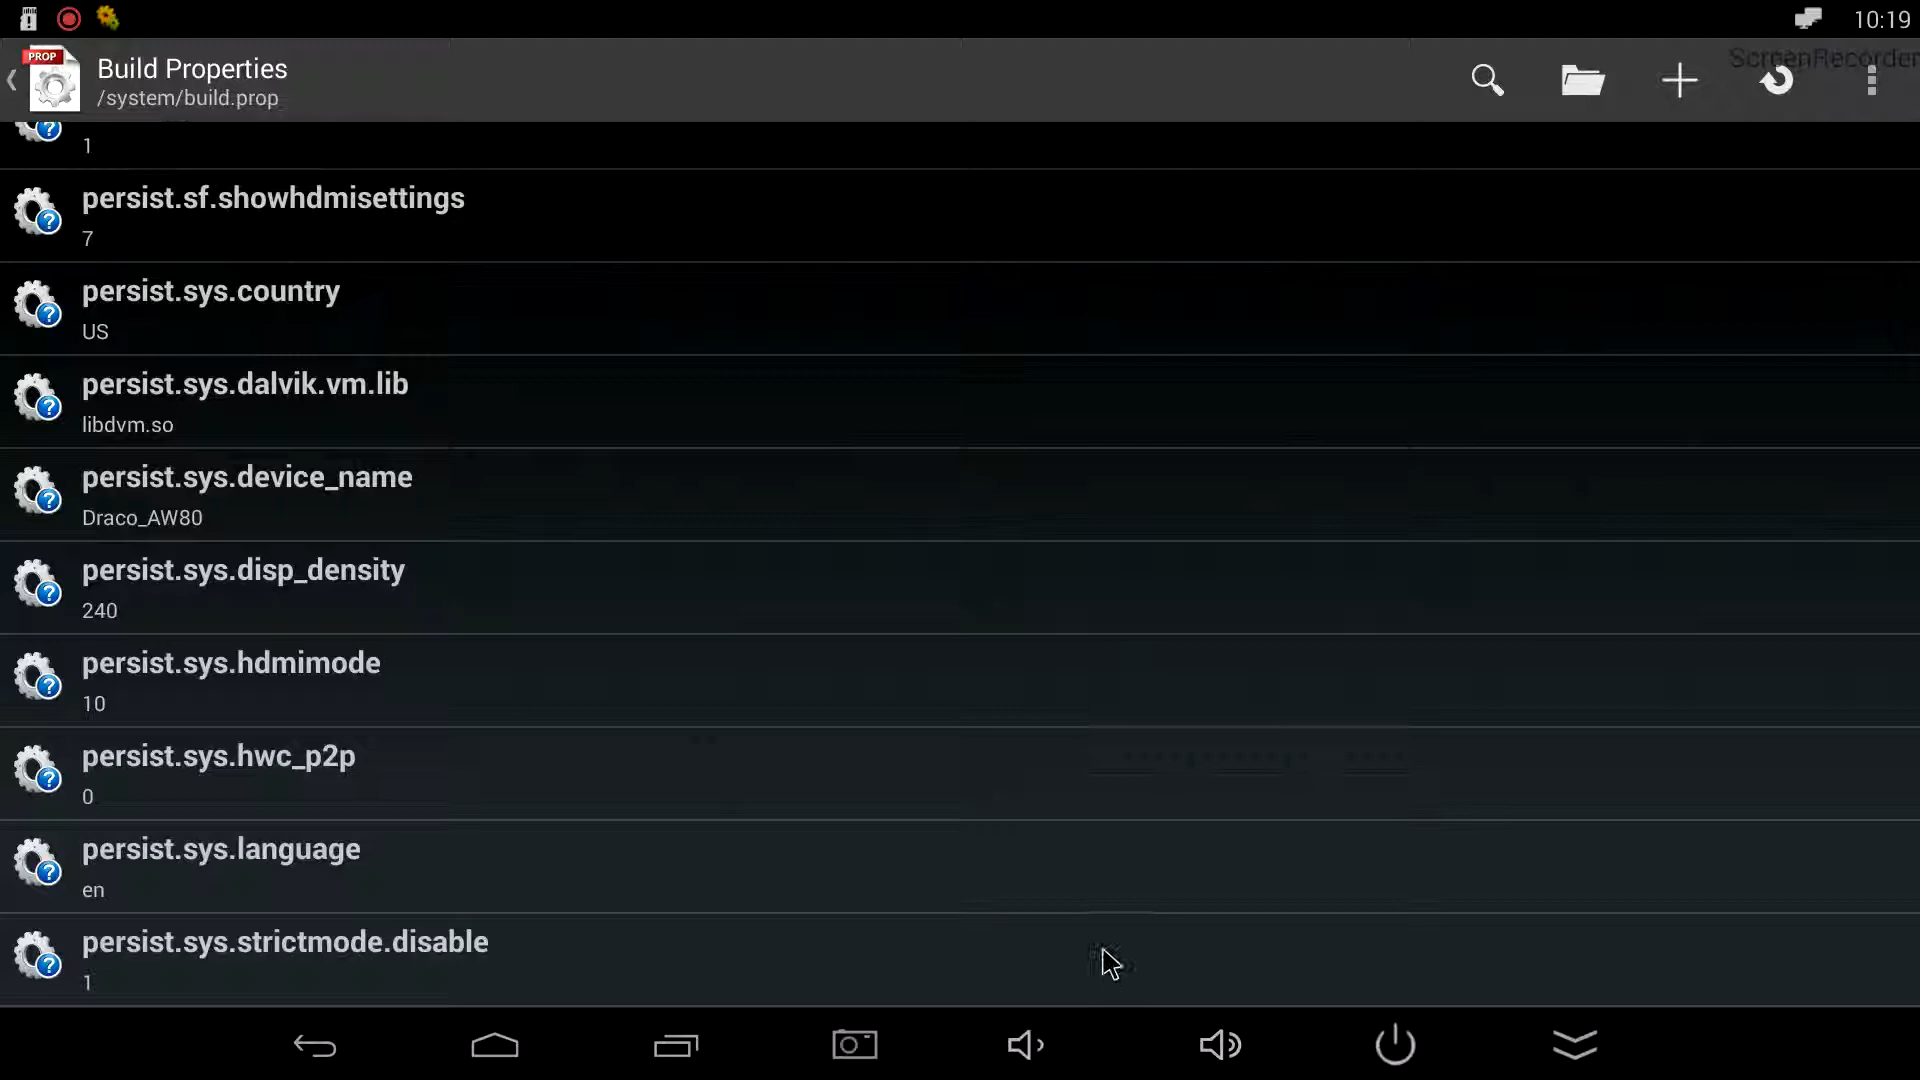 10:19
PROP
Build Properties
/system/build.prop
ScreenRecorder
1
persist.sf.showhdmisettings
7
persist.sys.country
US
persist.sys.dalvik.vm.lib
libdvm.so
persist.sys.device_name
Draco_AW80
persist.sys.disp_density
240
persist.sys.hdmimode
10
persist.sys.hwc_p2p
0
persist.sys.language
en
persist.sys.strictmode.disable
1